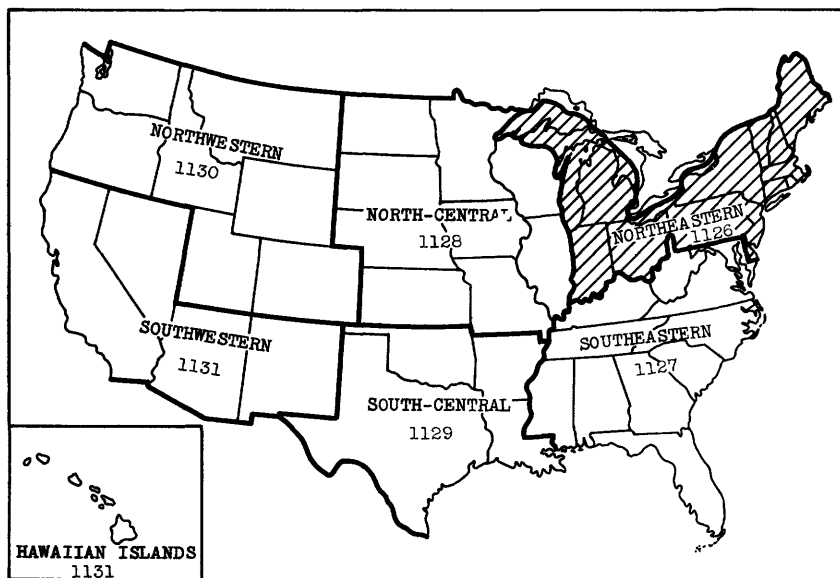 NORTHWESTERN
1130
NORTH-CENTRAL
1128
NORTHEASTERN
1126
SOUTHWESTERN
1131
SOUTHEASTERN
1127
SOUTH-CENTRAL
1129
HAWAIIAN ISLANDS
1131